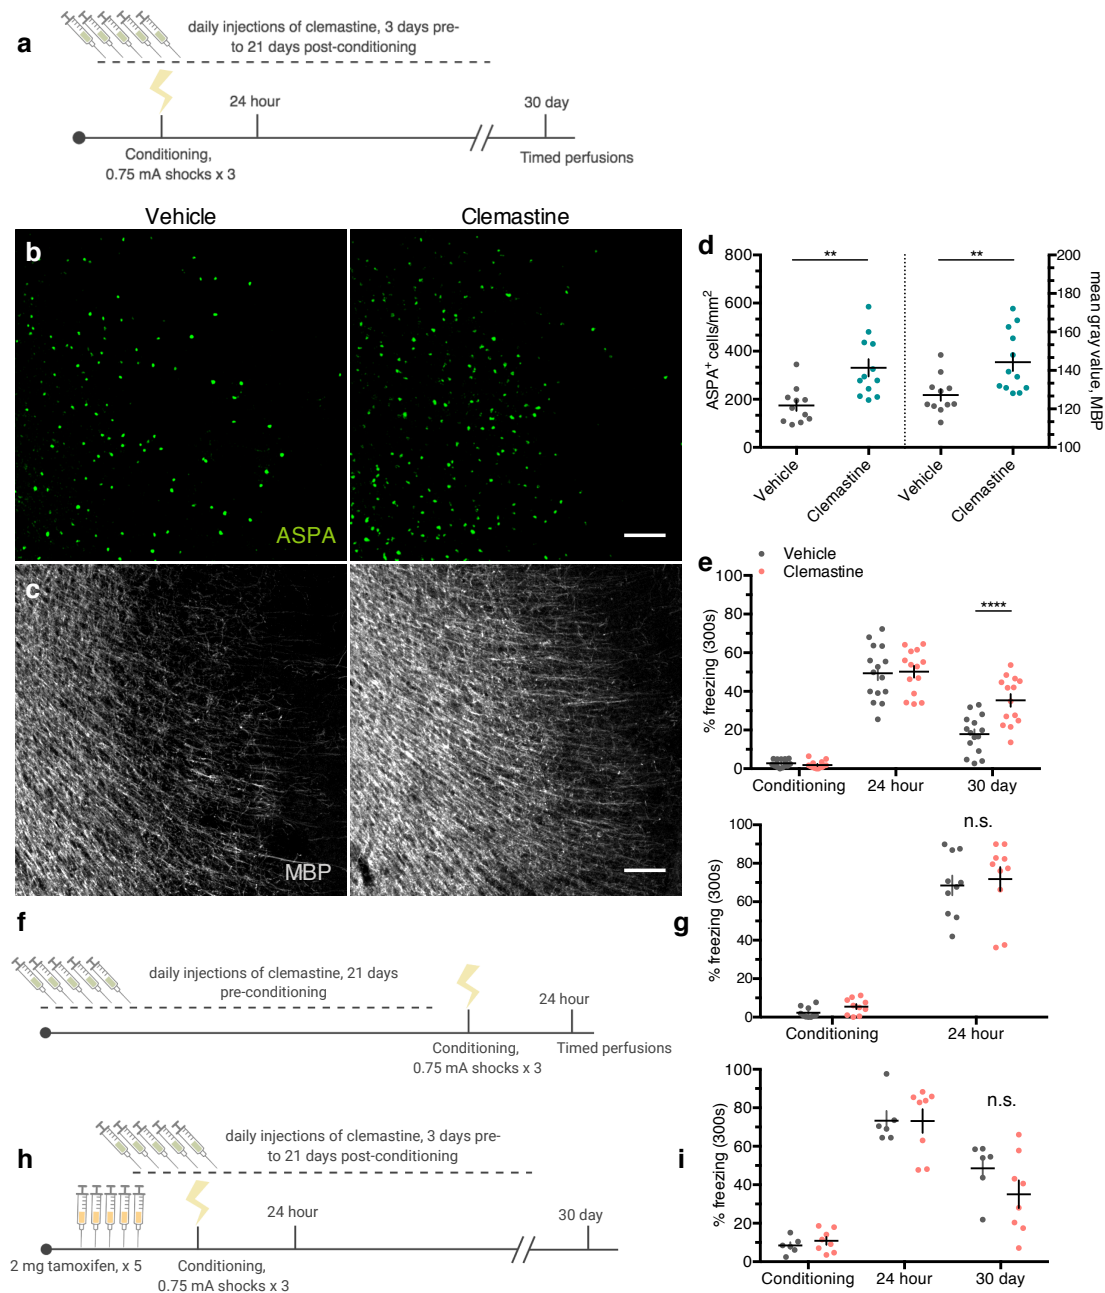 a
daily injections of clemastine, 3 days pre-
to 21 days post-conditioning
24 hour
30 day
Conditioning,
0.75 mA shocks x 3
Timed perfusions
Vehicle
Clemastine
b
ASPA
c
MBP
d
800
600
400
200
0
ASPA+ cells/mm2
**
**
200
180
160
140
120
100
mean gray value, MBP
Vehicle
Clemastine
Vehicle
Clemastine
e
Vehicle
Clemastine
100
80
60
40
20
0
% freezing (300s)
****
Conditioning
24 hour
30 day
f
daily injections of clemastine, 21 days
pre-conditioning
24 hour
Conditioning,
0.75 mA shocks x 3
Timed perfusions
g
100
80
60
40
20
0
% freezing (300s)
n.s.
Conditioning
24 hour
h
daily injections of clemastine, 3 days pre-
to 21 days post-conditioning
24 hour
30 day
2 mg tamoxifen, x 5
Conditioning,
0.75 mA shocks x 3
i
100
80
60
40
20
0
% freezing (300s)
n.s.
Conditioning
24 hour
30 day